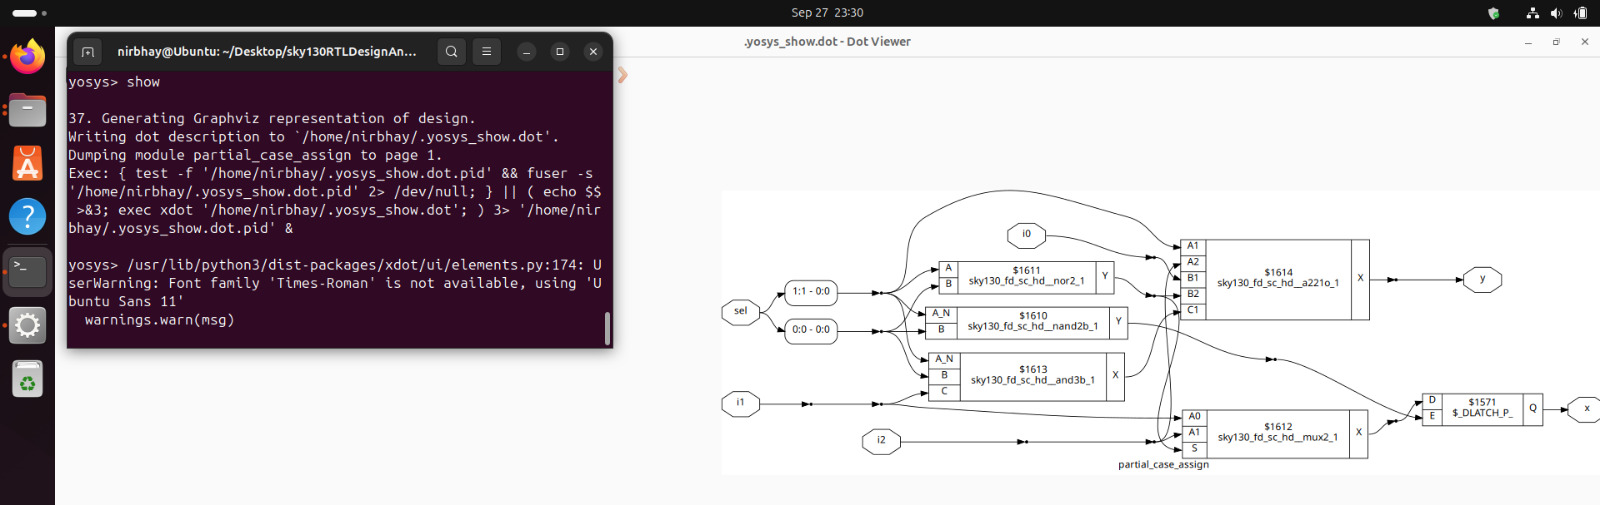 Sep 27 23:30
nirbhay@Ubuntu: ~/Desktop/sky130RTLDesignAn...
yosys> show
37. Generating Graphviz representation of design.
Writing dot description to `/home/nirbhay/.yosys_show.dot'.
Dumping module partial_case_assign to page 1.
Exec: { test -f '/home/nirbhay/.yosys_show.dot.pid' && fuser -s
'/home/nirbhay/.yosys_show.dot.pid' 2> /dev/null; } || ( echo $$
>&3; exec xdot '/home/nirbhay/.yosys_show.dot'; ) 3> '/home/nir
bhay/.yosys_show.dot.pid' &
yosys> /usr/lib/python3/dist-packages/xdot/ui/elements.py:174: U
serWarning: Font family 'Times-Roman' is not available, using 'U
buntu Sans 11'
warnings.warn(msg)
.yosys_show.dot - Dot Viewer
sel
1:1 - 0:0
0:0 - 0:0
i1
i0
i2
A
B
$1611
sky130_fd_sc_hd__nor2_1
Y
A_N
B
$1610
sky130_fd_sc_hd__nand2b_1
Y
A_N
B
C
$1613
sky130_fd_sc_hd__and3b_1
X
A1
A2
B1
B2
C1
$1614
sky130_fd_sc_hd__a221o_1
X
y
A0
A1
S
$1612
sky130_fd_sc_hd__mux2_1
X
D
E
$1571
$_DLATCH_P_
Q
x
partial_case_assign